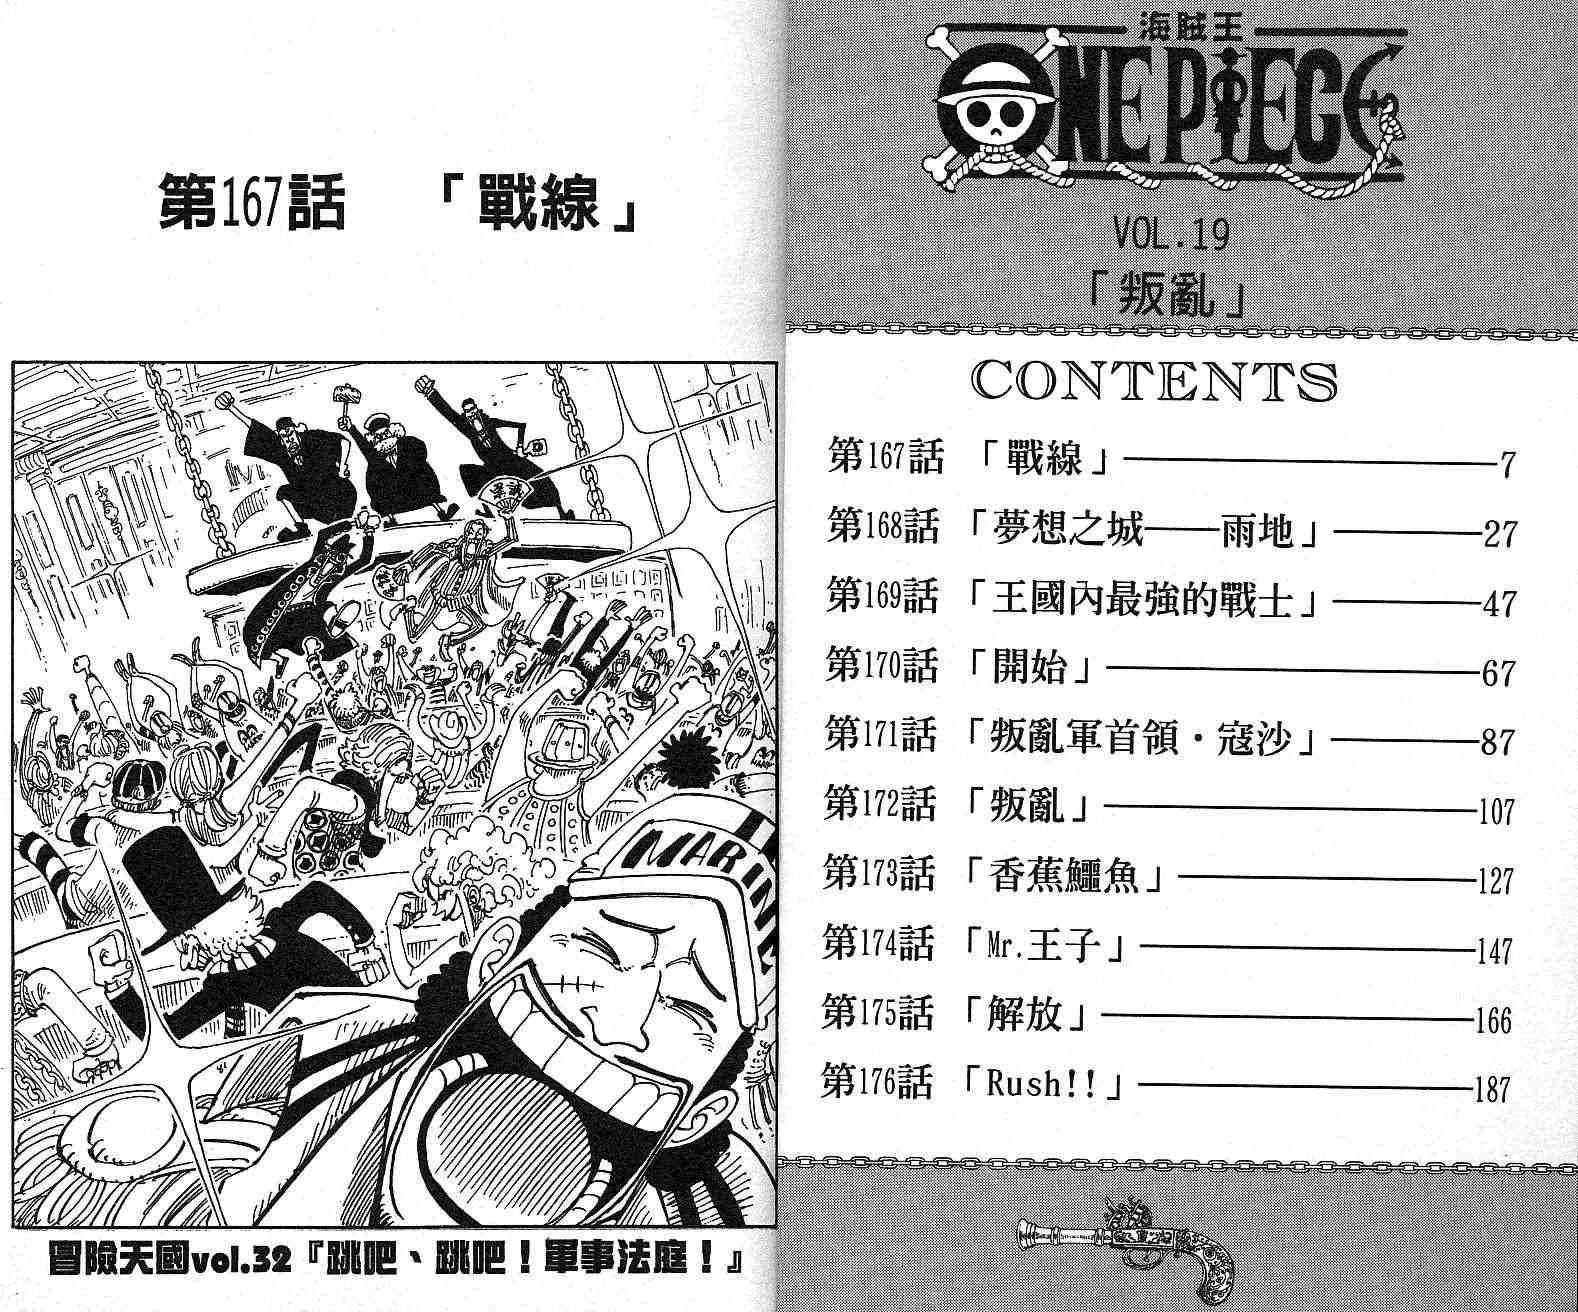 海賊王
ONE PIECE
VOL.19
「叛亂」
CONTENTS
第167話 「戰線」 7
第168話 「夢想之城——雨地」 27
第169話 「王國內最強的戰士」 47
第170話 「開始」 67
第171話 「叛亂軍首領·寇沙」 87
第172話 「叛亂」 107
第173話 「香蕉鱷魚」 127
第174話 「Mr.王子」 147
第175話 「解放」 166
第176話 「Rush!!」 187
第167話 「戰線」
MARINE
冒險天國vol.32『跳吧、跳吧！軍事法庭！』